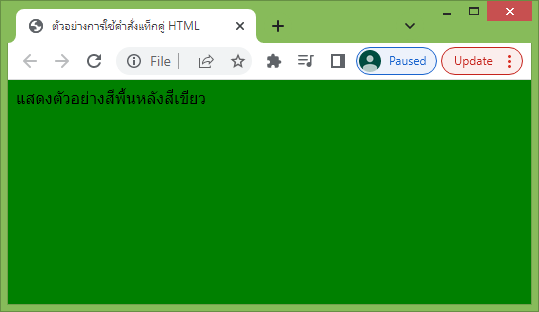 ตัวอย่างการใช้คำสั่งแท็กคู่ HTML
File
Paused
Update
แสดงตัวอย่างสีพื้นหลังสีเขียว